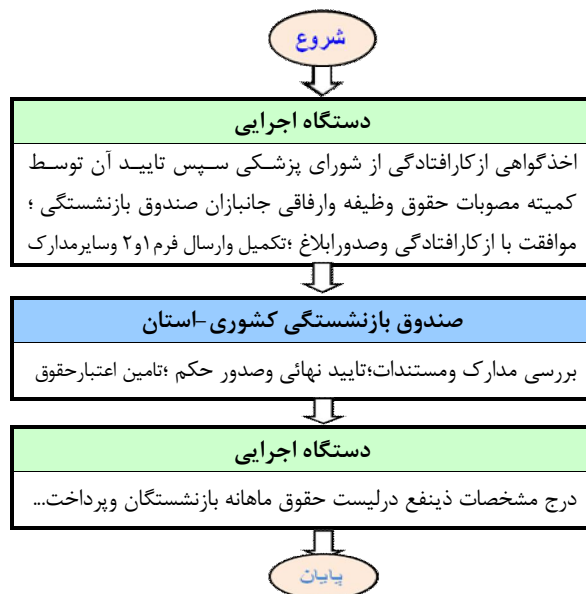 شروع
دستگاه اجرایی
اخذگواهی ازکارافتادگی از شورای پزشکی سپس تایید آن توسط
کمیته مصوبات حقوق وظیفه وارفاقی جانبازان صندوق بازنشستگی ؛
موافقت با ازکارافتادگی وصدورابلاغ ؛تکمیل وارسال فرم ۱و۲ وسایرمدارک
صندوق بازنشستگی کشوری-استان
بررسی مدارک ومستندات؛تایید نهائی وصدور حکم ؛تامین اعتبارحقوق
دستگاه اجرایی
درج مشخصات ذینفع درلیست حقوق ماهانه بازنشستگان وپرداخت...
پایان